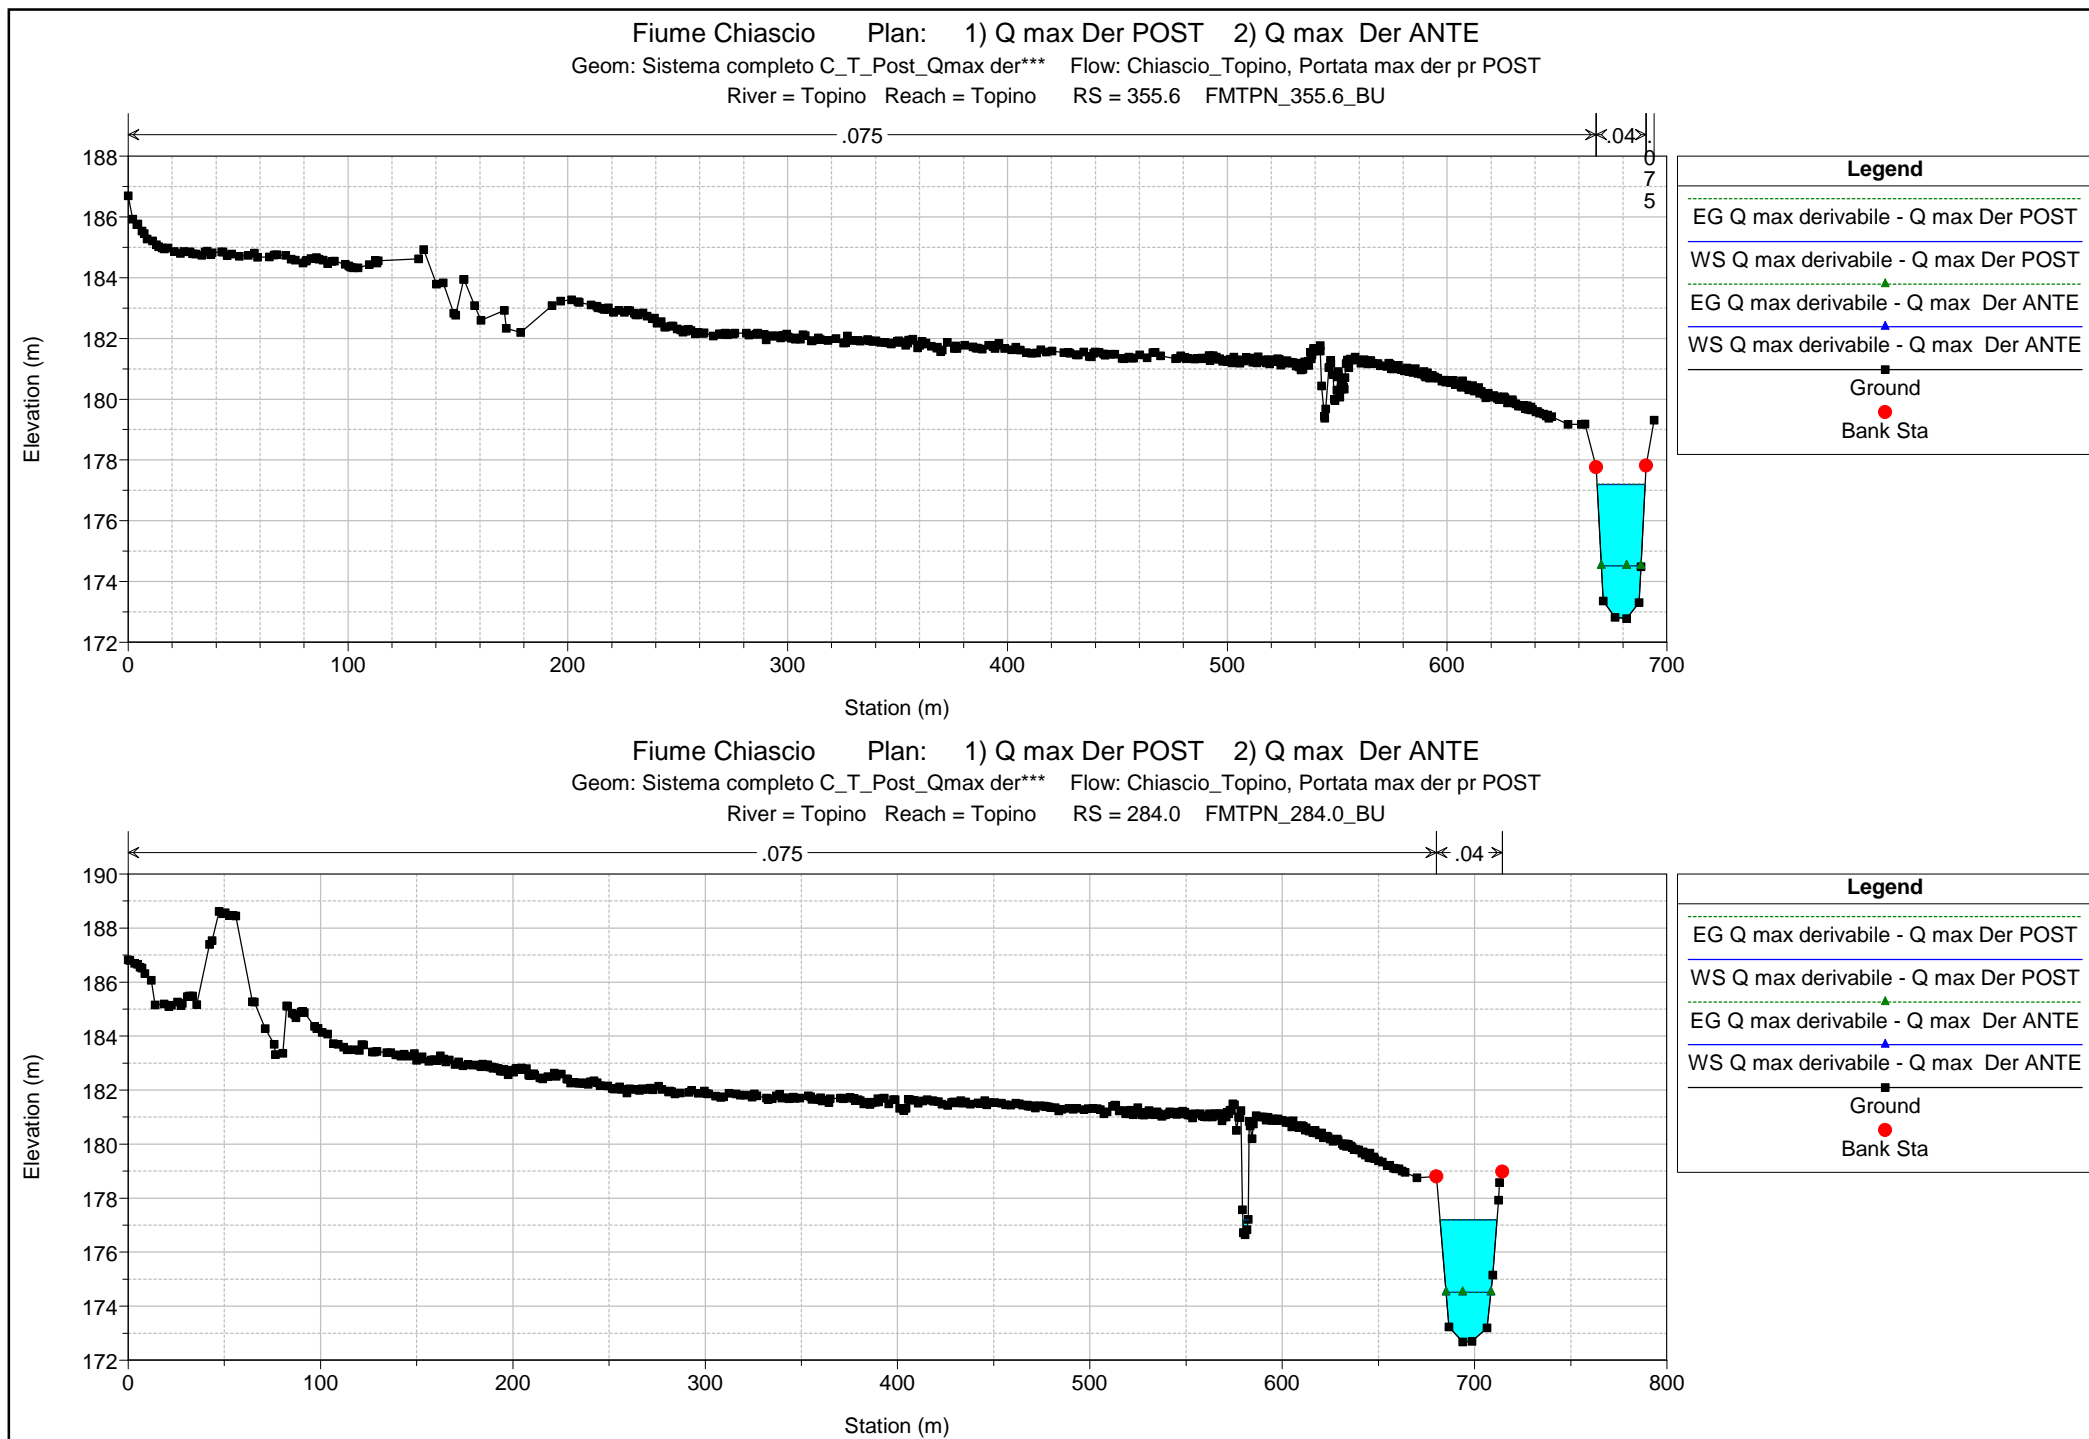 Fiume Chiascio Plan: 1) Q max Der POST 2) Q max Der ANTE
Geom: Sistema completo C_T_Post_Qmax der*** Flow: Chiascio_Topino, Portata max der pr POST
River = Topino Reach = Topino RS = 355.6 FMTPN_355.6_BU
.075 .04 .075
188
186
184
182
180
178
176
174
172
Elevation (m)
0 100 200 300 400 500 600 700
Station (m)
Legend
EG Q max derivabile - Q max Der POST
WS Q max derivabile - Q max Der POST
EG Q max derivabile - Q max Der ANTE
WS Q max derivabile - Q max Der ANTE
Ground
Bank Sta
Fiume Chiascio Plan: 1) Q max Der POST 2) Q max Der ANTE
Geom: Sistema completo C_T_Post_Qmax der*** Flow: Chiascio_Topino, Portata max der pr POST
River = Topino Reach = Topino RS = 284.0 FMTPN_284.0_BU
.075 .04
190
188
186
184
182
180
178
176
174
172
Elevation (m)
0 100 200 300 400 500 600 700 800
Station (m)
Legend
EG Q max derivabile - Q max Der POST
WS Q max derivabile - Q max Der POST
EG Q max derivabile - Q max Der ANTE
WS Q max derivabile - Q max Der ANTE
Ground
Bank Sta